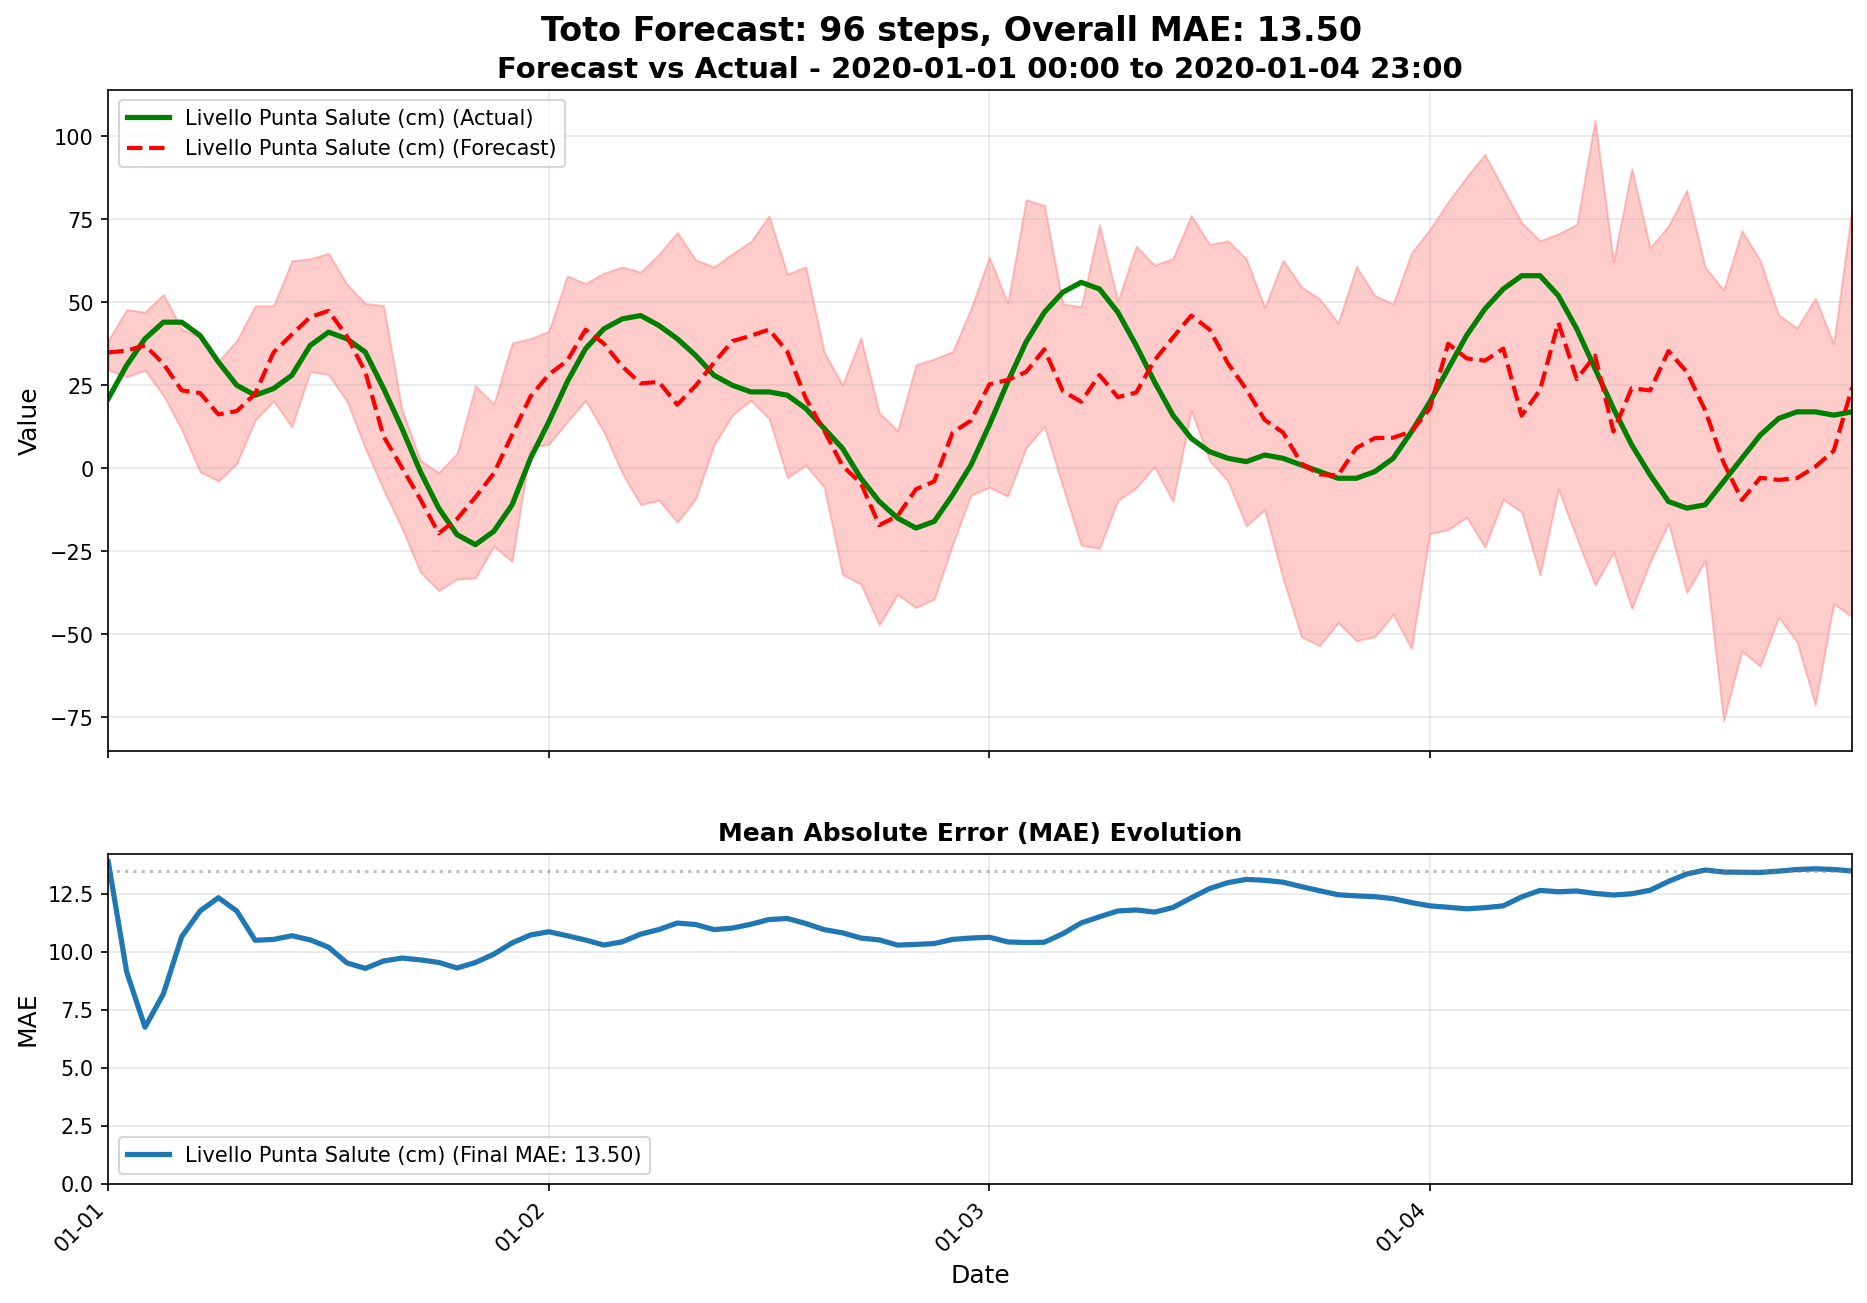 Toto Forecast: 96 steps, Overall MAE: 13.50
Forecast vs Actual - 2020-01-01 00:00 to 2020-01-04 23:00
Livello Punta Salute (cm) (Actual)
Livello Punta Salute (cm) (Forecast)
Value
100
75
50
25
0
−25
−50
−75
Mean Absolute Error (MAE) Evolution
MAE
12.5
10.0
7.5
5.0
2.5
0.0
Livello Punta Salute (cm) (Final MAE: 13.50)
01-01
01-02
01-03
01-04
Date